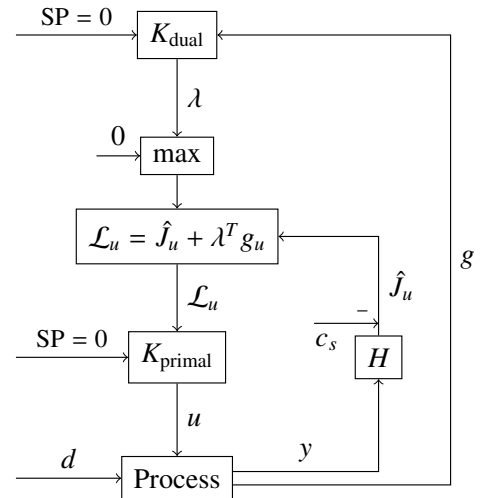 SP = 0
K_dual
λ
0
max
ℒ_u = Ĵ_u + λ^T g_u
g
Ĵ_u
ℒ_u
–
c_s
SP = 0
K_primal
H
u
y
d
Process